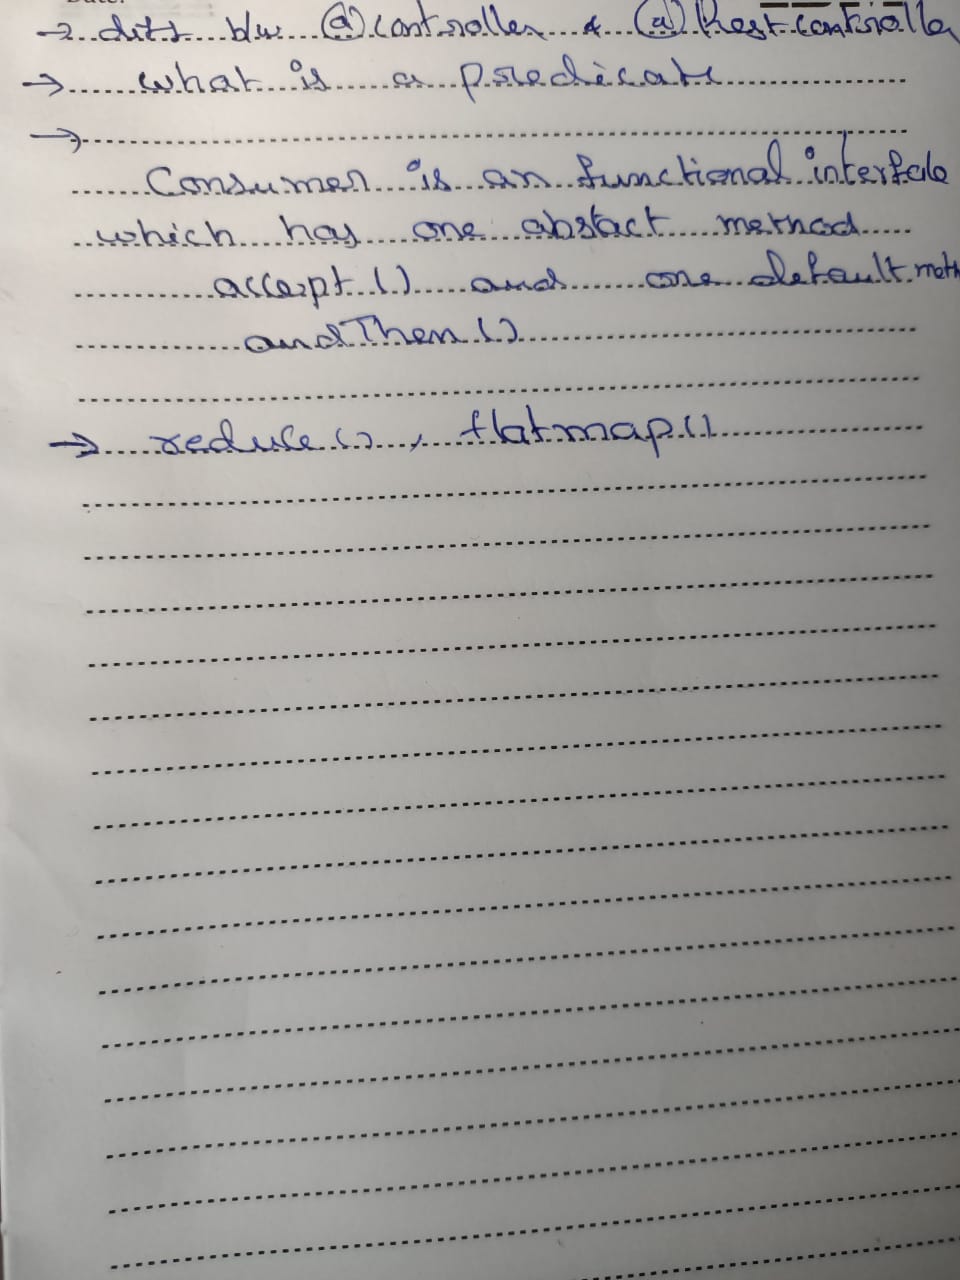 → diff b/w @controller & @Restcontroller
→ what is a predicate
→
Consumer is an functional interface
which has one abstact method
accept () and one default meth
andThen ()
→ reduce () , flatmap()